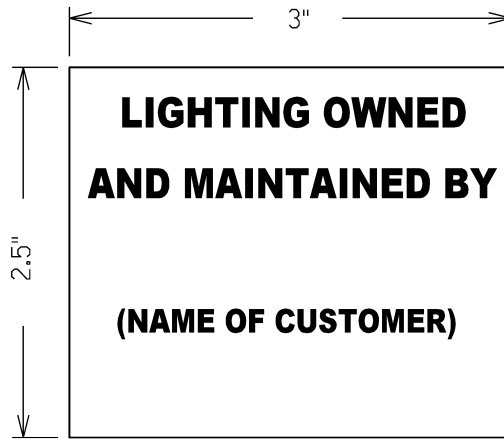 3"
LIGHTING OWNED
AND MAINTAINED BY
2.5"
(NAME OF CUSTOMER)